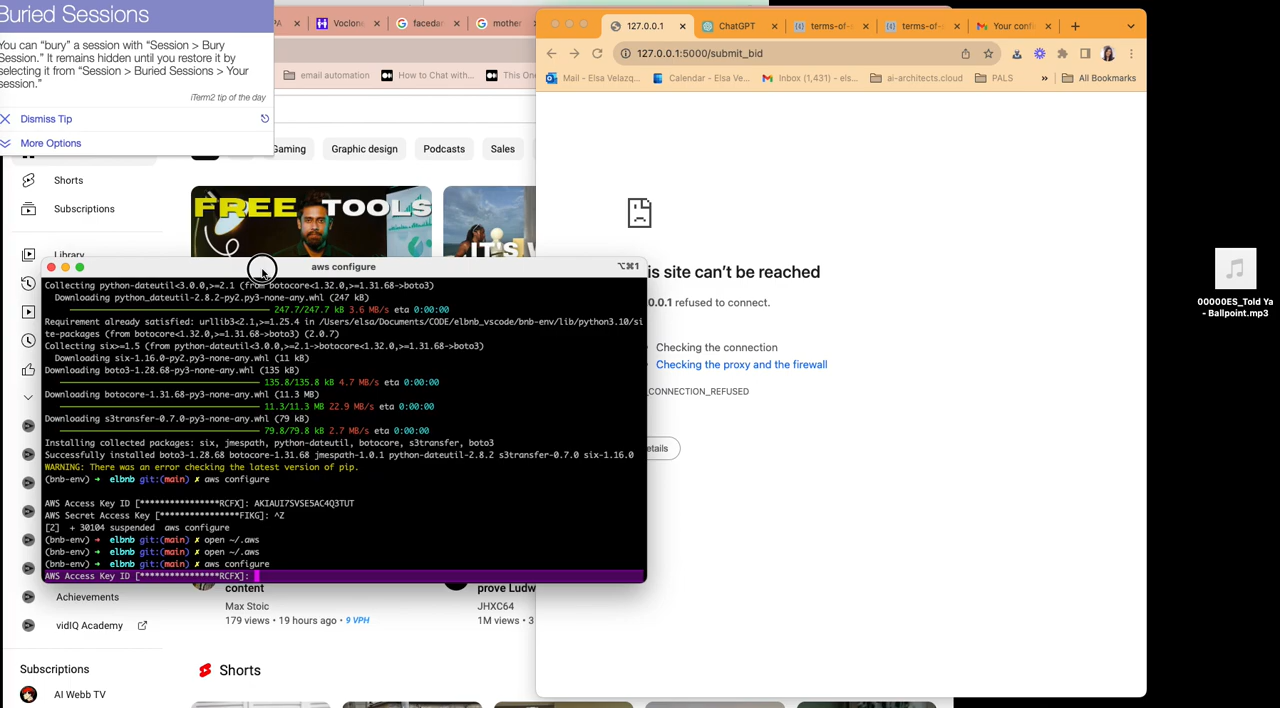 Buried Sessions
You can “bury” a session with “Session > Bury
Session.” It remains hidden until you restore it by
selecting it from “Session > Buried Sessions > Your
session.”
iTerm2 tip of the day
Dismiss Tip
More Options
PA
Voclone
facedar
mother
email automation
How to Chat with...
This One
Gaming
Graphic design
Podcasts
Sales
Shorts
Subscriptions
Library
FREE TOOLS
IT'S
127.0.0.1
ChatGPT
terms-of-
terms-of-
Your conf
127.0.0.1:5000/submit_bid
Mail - Elsa Velazq...
Calendar - Elsa Ve...
Inbox (1,431) - els...
ai-architects.cloud
PALS
»
All Bookmarks
is site can’t be reached
0.0.1 refused to connect.
Checking the connection
Checking the proxy and the firewall
_CONNECTION_REFUSED
etails
aws configure
⌥⌘1
Collecting python-dateutil<3.0.0,>=2.1 (from botocore<1.32.0,>=1.31.68->boto3)
Downloading python_dateutil-2.8.2-py2.py3-none-any.whl (247 kB)
247.7/247.7 kB 3.6 MB/s eta 0:00:00
Requirement already satisfied: urllib3<2.1,>=1.25.4 in /Users/elsa/Documents/CODE/elbnb_vscode/bnb-env/lib/python3.10/si
te-packages (from botocore<1.32.0,>=1.31.68->boto3) (2.0.7)
Collecting six>=1.5 (from python-dateutil<3.0.0,>=2.1->botocore<1.32.0,>=1.31.68->boto3)
Downloading six-1.16.0-py2.py3-none-any.whl (11 kB)
Downloading boto3-1.28.68-py3-none-any.whl (135 kB)
135.8/135.8 kB 4.7 MB/s eta 0:00:00
Downloading botocore-1.31.68-py3-none-any.whl (11.3 MB)
11.3/11.3 MB 22.9 MB/s eta 0:00:00
Downloading s3transfer-0.7.0-py3-none-any.whl (79 kB)
79.8/79.8 kB 2.7 MB/s eta 0:00:00
Installing collected packages: six, jmespath, python-dateutil, botocore, s3transfer, boto3
Successfully installed boto3-1.28.68 botocore-1.31.68 jmespath-1.0.1 python-dateutil-2.8.2 s3transfer-0.7.0 six-1.16.0
WARNING: There was an error checking the latest version of pip.
(bnb-env) ➜ elbnb git:(main) ✗ aws configure
AWS Access Key ID [****************RCFX]: AKIAUI7SVSE5AC4Q3TUT
AWS Secret Access Key [****************FIKG]: ^Z
[2] + 30104 suspended aws configure
(bnb-env) ➜ elbnb git:(main) ✗ open ~/.aws
(bnb-env) ➜ elbnb git:(main) ✗ open ~/.aws
(bnb-env) ➜ elbnb git:(main) ✗ aws configure
AWS Access Key ID [****************RCFX]:
content
Max Stoic
179 views • 19 hours ago • 9 VPH
prove Ludw
JHXC64
1M views • 3
Achievements
vidIQ Academy
Subscriptions
AI Webb TV
Shorts
00000ES_Told Ya
- Ballpoint.mp3